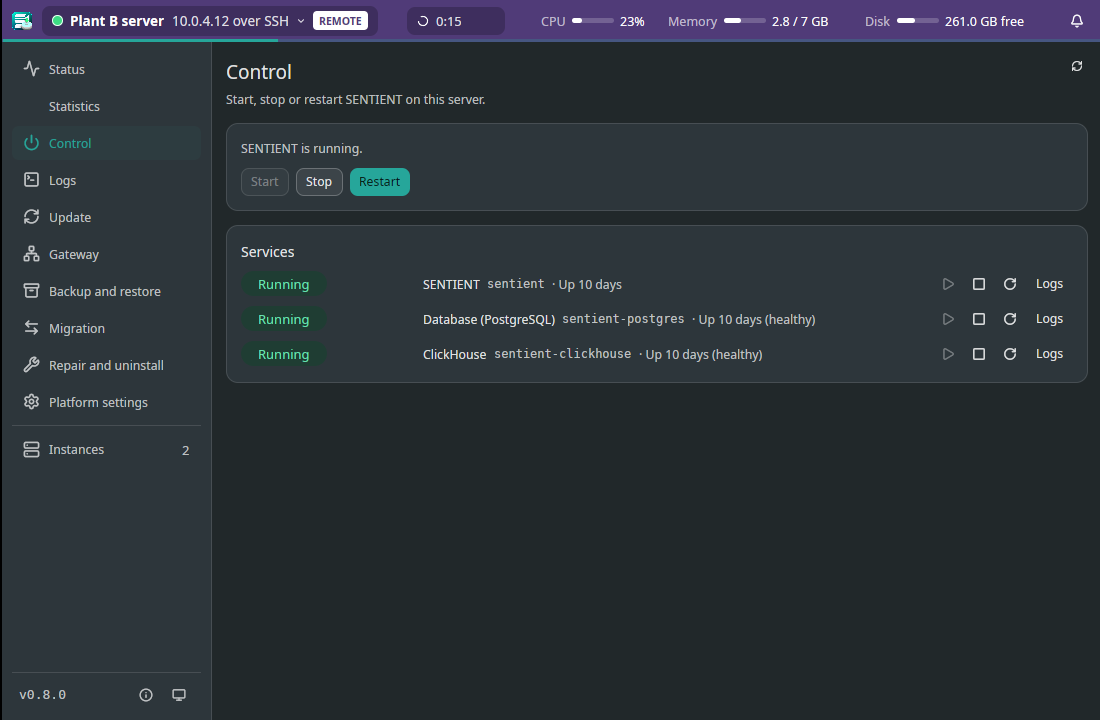 Plant B server 10.0.4.12 over SSH REMOTE 0:15 CPU 23% Memory 2.8 / 7 GB Disk 261.0 GB free
Status
Statistics
Control
Logs
Update
Gateway
Backup and restore
Migration
Repair and uninstall
Platform settings
Instances 2
v0.8.0
Control
Start, stop or restart SENTIENT on this server.
SENTIENT is running.
Start Stop Restart
Services
Running SENTIENT sentient · Up 10 days Logs
Running Database (PostgreSQL) sentient-postgres · Up 10 days (healthy) Logs
Running ClickHouse sentient-clickhouse · Up 10 days (healthy) Logs